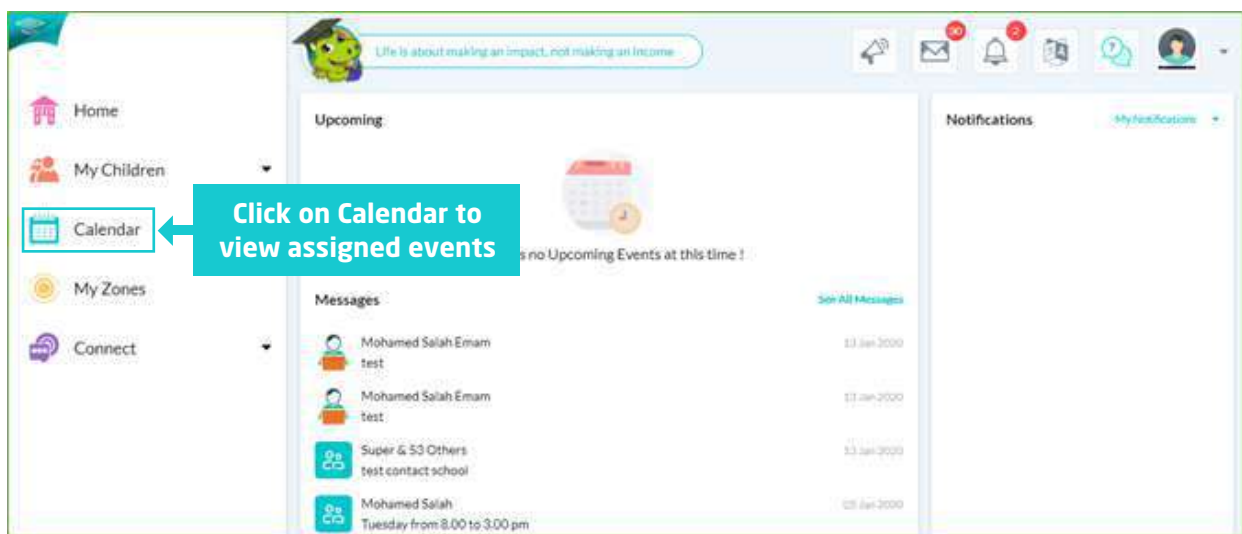 Life is about making an impact, not making an income
30
2
Home
My Children
Calendar
My Zones
Connect
Click on Calendar to
view assigned events
Upcoming
s no Upcoming Events at this time !
Messages
See All Messages
Mohamed Salah Emam
13 Jan 2020
test
Mohamed Salah Emam
13 Jan 2020
test
Super & 53 Others
13 Jan 2020
test contact school
Mohamed Salah
Jan 2020
Tuesday from 8.00 to 3.00 pm
Notifications
My Notifications